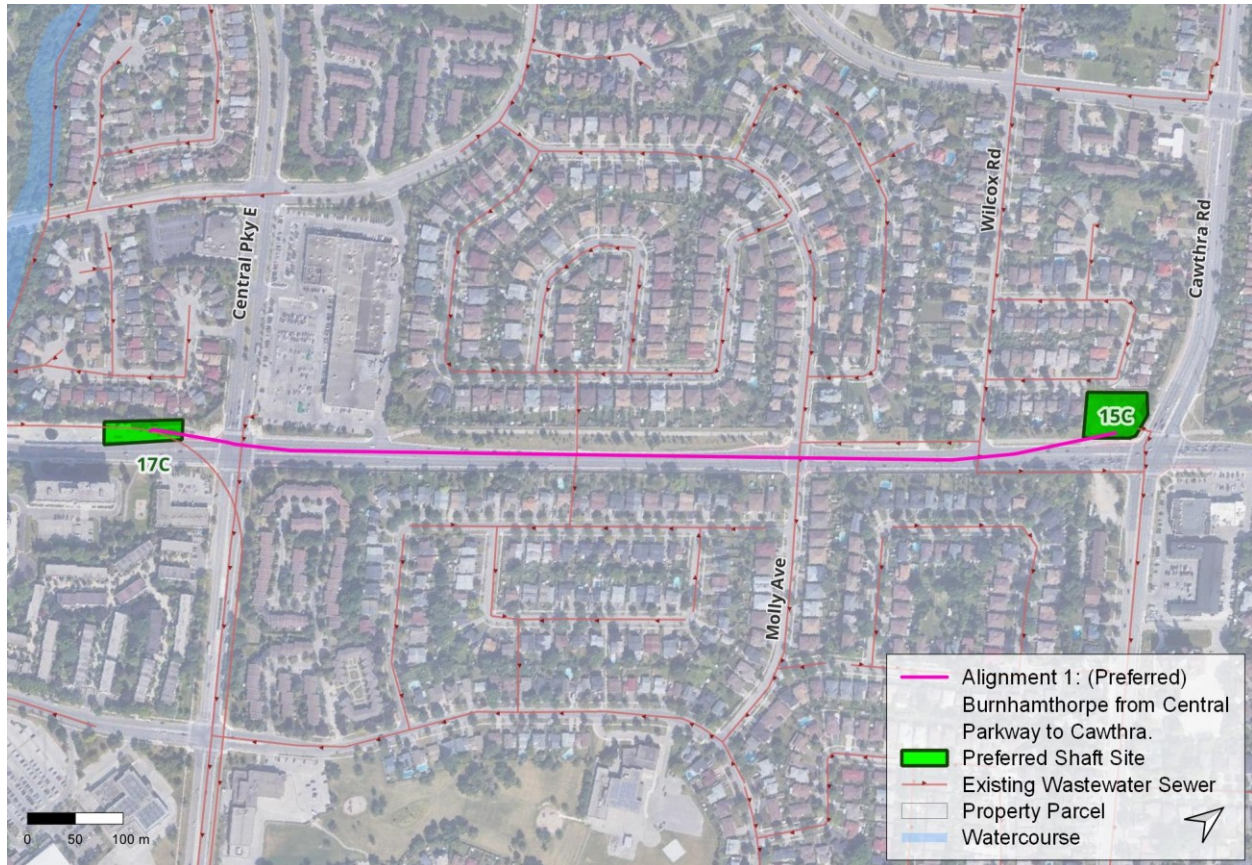 Central Pky E
Wilcox Rd
Cawthra Rd
15C
17C
Molly Ave
Alignment 1: (Preferred)
Burnhamthorpe from Central
Parkway to Cawthra.
Preferred Shaft Site
Existing Wastewater Sewer
Property Parcel
Watercourse
0 50 100 m